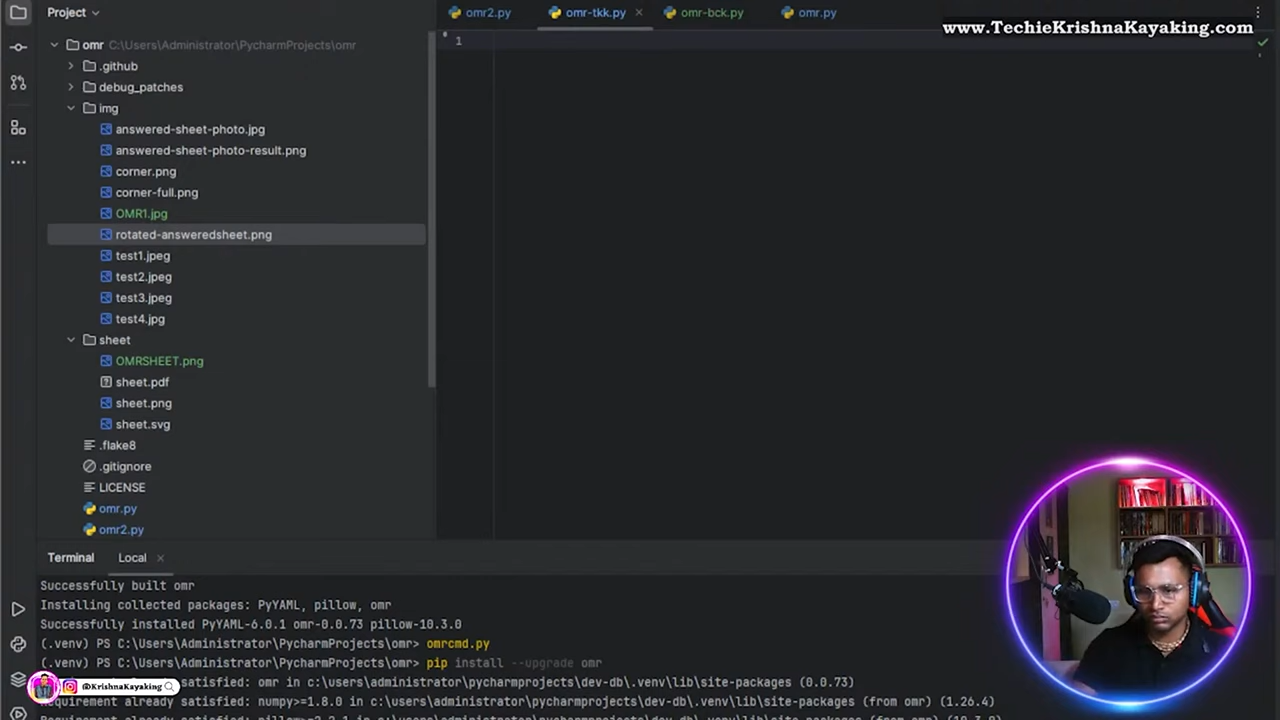 Project
omr2.py
omr-tkk.py
omr-bck.py
omr.py
www.TechieKrishnaKayaking.com
omr C:\Users\Administrator\PycharmProjects\omr
1
.github
debug_patches
img
answered-sheet-photo.jpg
answered-sheet-photo-result.png
corner.png
corner-full.png
OMR1.jpg
rotated-answeredsheet.png
test1.jpeg
test2.jpeg
test3.jpeg
test4.jpg
sheet
OMRSHEET.png
sheet.pdf
sheet.png
sheet.svg
.flake8
.gitignore
LICENSE
omr.py
omr2.py
Terminal
Local
Successfully built omr
Installing collected packages: PyYAML, pillow, omr
Successfully installed PyYAML-6.0.1 omr-0.0.73 pillow-10.3.0
(.venv) PS C:\Users\Administrator\PycharmProjects\omr> omrcmd.py
(.venv) PS C:\Users\Administrator\PycharmProjects\omr> pip install --upgrade omr
satisfied: omr in c:\users\administrator\pycharmprojects\dev-db\.venv\lib\site-packages (0.0.73)
@KrishnaKayaking
Requirement already satisfied: numpy>=1.8.0 in c:\users\administrator\pycharmprojects\dev-db\.venv\lib\site-packages (from omr) (1.26.4)